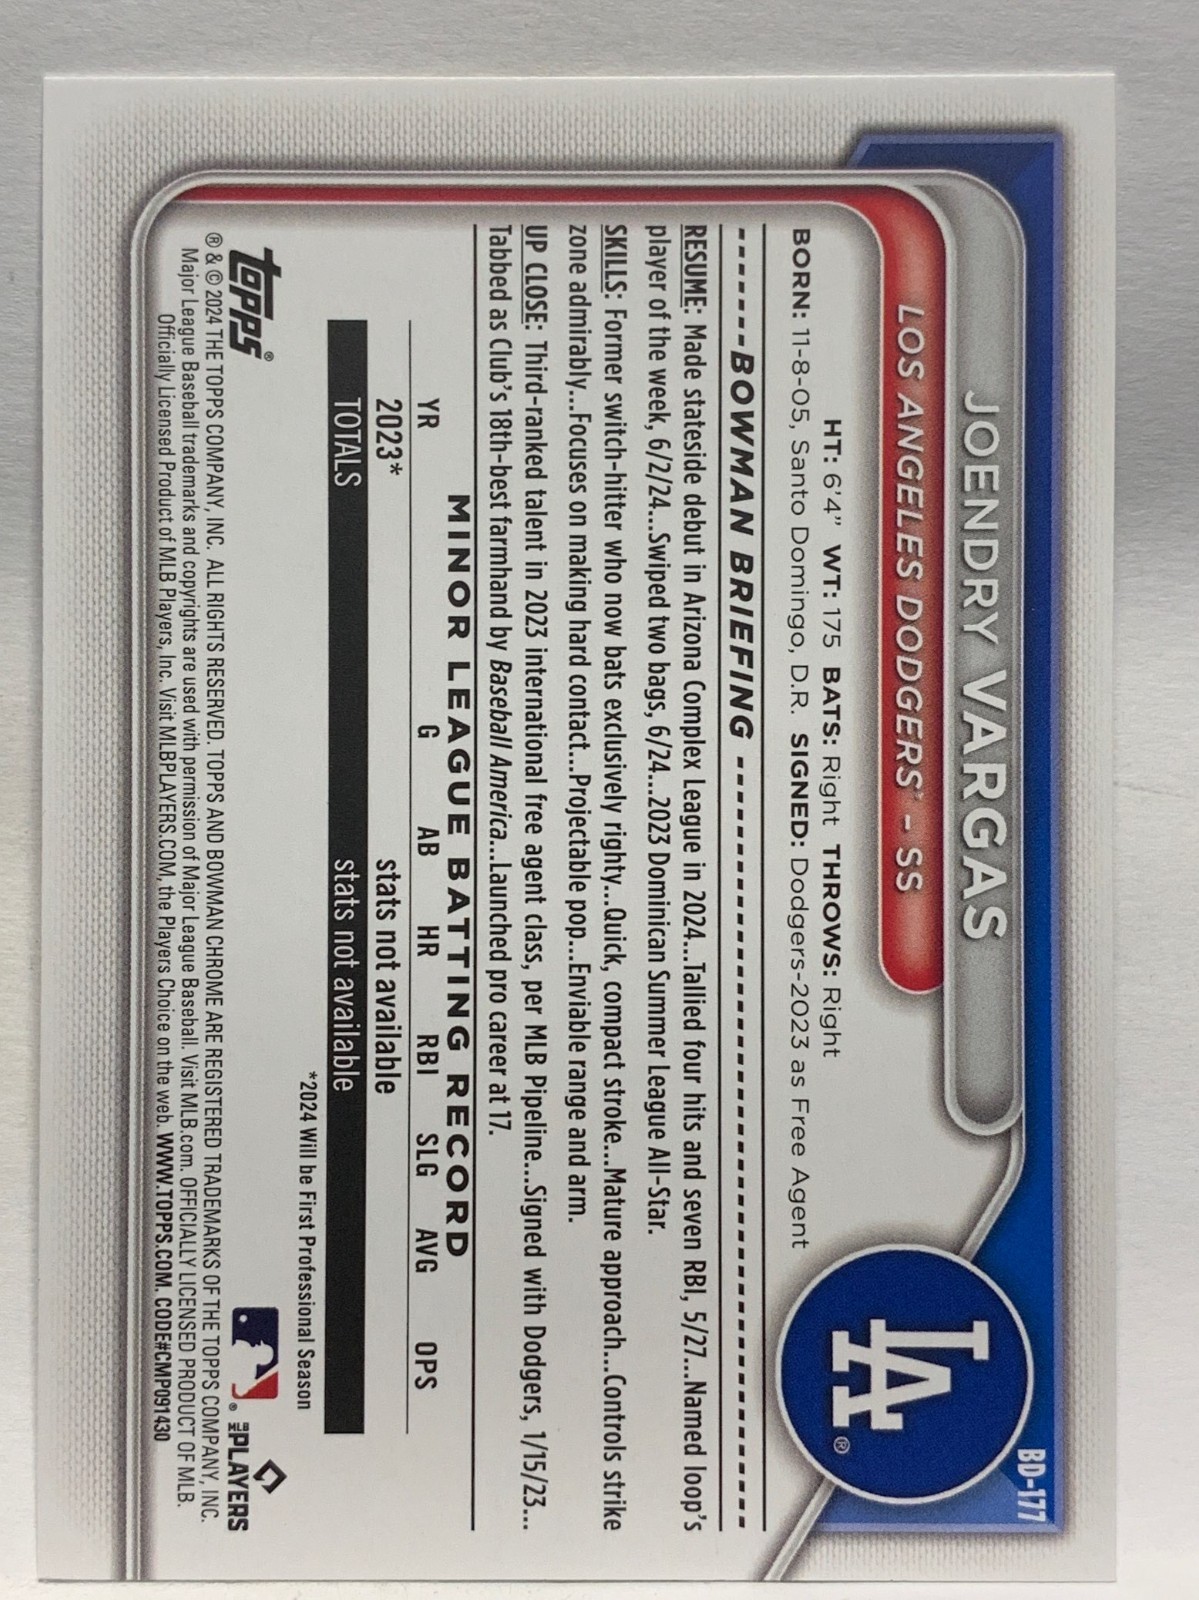 BD-177
JOENDRY VARGAS
LOS ANGELES DODGERS® - SS
LA®
HT: 6'4" WT: 175 BATS: Right THROWS: Right
BORN: 11-8-05, Santo Domingo, D.R. SIGNED: Dodgers-2023 as Free Agent
BOWMAN BRIEFING
RESUME: Made stateside debut in Arizona Complex League in 2024...Tallied four hits and seven RBI, 5/27...Named loop's
player of the week, 6/2/24...Swiped two bags, 6/24...2023 Dominican Summer League All-Star.
SKILLS: Former switch-hitter who now bats exclusively righty...Quick, compact stroke...Mature approach...Controls strike
zone admirably...Focuses on making hard contact...Projectable pop...Enviable range and arm.
UP CLOSE: Third-ranked talent in 2023 international free agent class, per MLB Pipeline...Signed with Dodgers, 1/15/23...
Tabbed as Club's 18th-best farmhand by Baseball America...Launched pro career at 17.
MINOR LEAGUE BATTING RECORD
YR G AB HR RBI SLG AVG OPS
2023* stats not available
TOTALS stats not available
*2024 Will be First Professional Season
topps®
® MLB PLAYERS
® & © 2024 THE TOPPS COMPANY, INC. ALL RIGHTS RESERVED. TOPPS AND BOWMAN CHROME ARE REGISTERED TRADEMARKS OF THE TOPPS COMPANY, INC.
Major League Baseball trademarks and copyrights are used with permission of Major League Baseball. Visit MLB.com. OFFICIALLY LICENSED PRODUCT OF MLB
Officially Licensed Product of MLB Players, Inc. Visit MLBPLAYERS.COM, the Players Choice on the web. WWW.TOPPS.COM. CODE#CMP091430